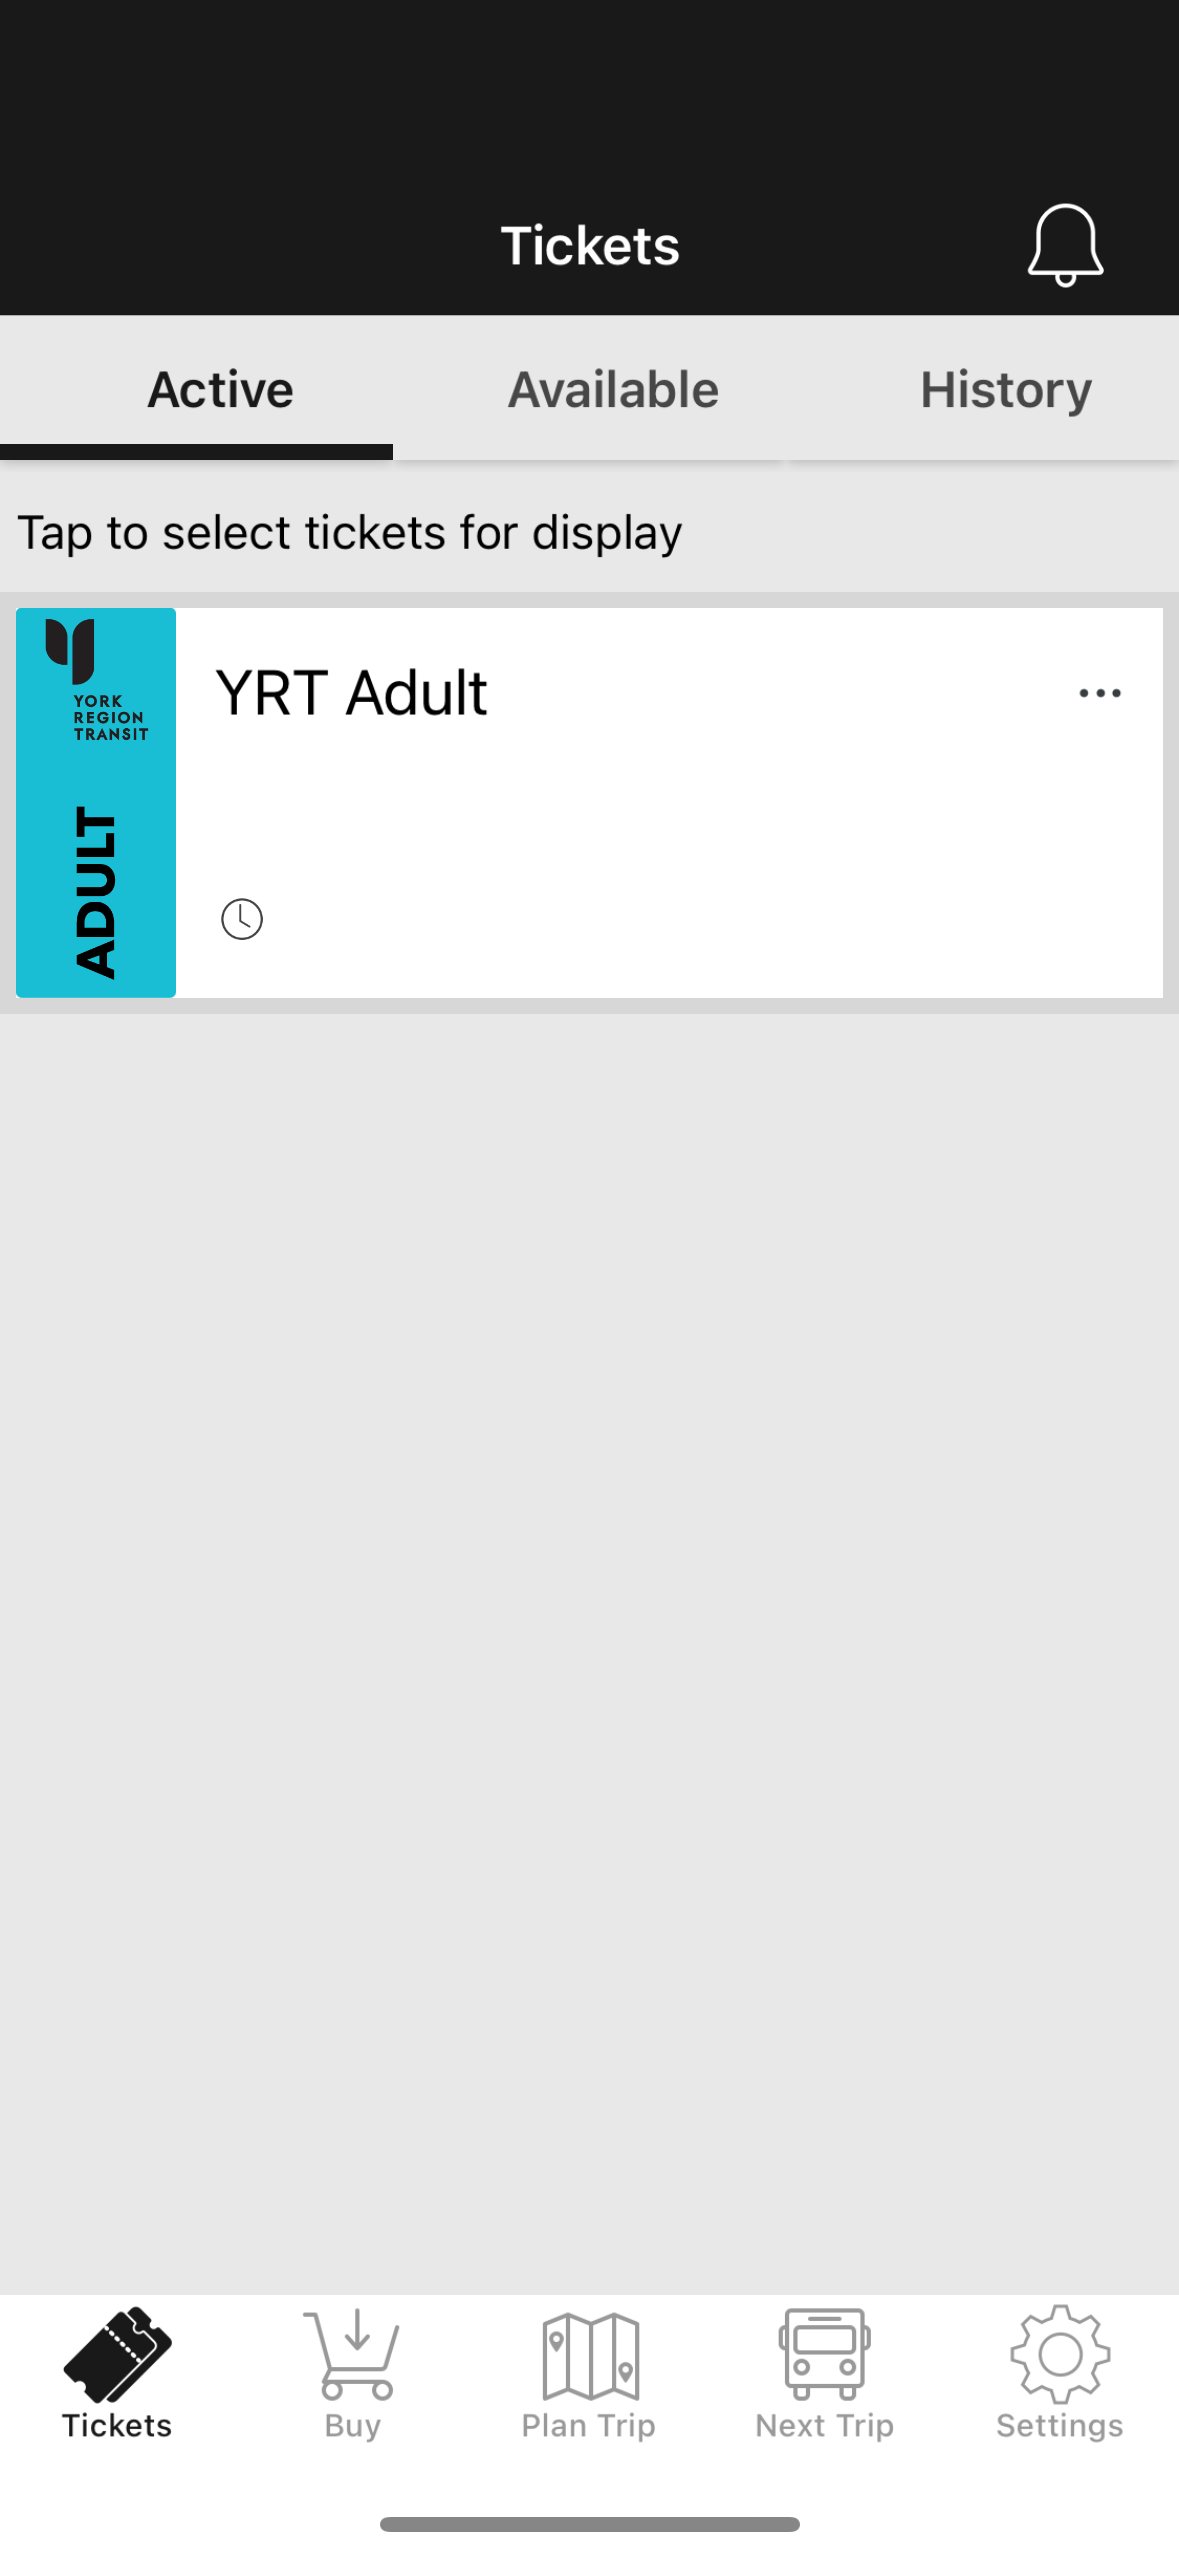 Tickets
Active
Available
History
Tap to select tickets for display
YORK
REGION
TRANSIT
ADULT
YRT Adult
Tickets
Buy
Plan Trip
Next Trip
Settings